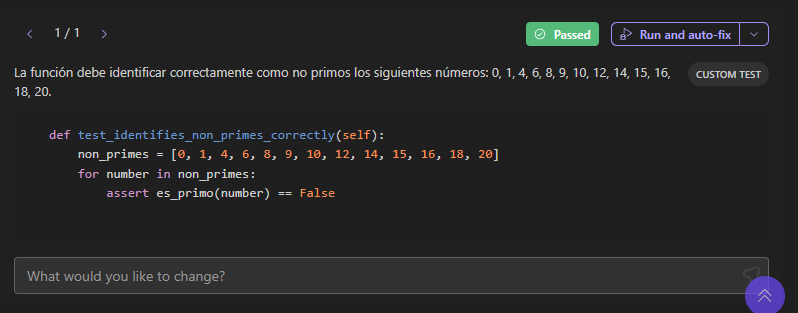 1 / 1
Passed
Run and auto-fix
La función debe identificar correctamente como no primos los siguientes números: 0, 1, 4, 6, 8, 9, 10, 12, 14, 15, 16,
18, 20.
CUSTOM TEST
def test_identifies_non_primes_correctly(self):
    non_primes = [0, 1, 4, 6, 8, 9, 10, 12, 14, 15, 16, 18, 20]
    for number in non_primes:
        assert es_primo(number) == False
What would you like to change?